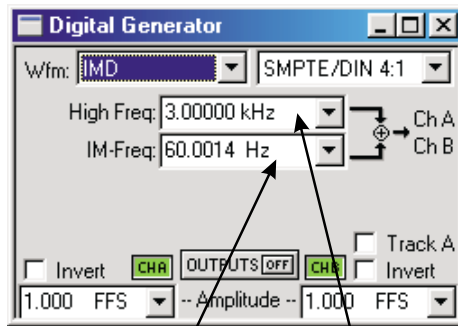 Digital Generator
Wfm: IMD SMPTE/DIN 4:1
High Freq: 3.00000 kHz Ch A
IM-Freq: 60.0014 Hz Ch B
Track A
Invert CHA OUTPUTS OFF CHB Invert
1.000 FFS -- Amplitude -- 1.000 FFS